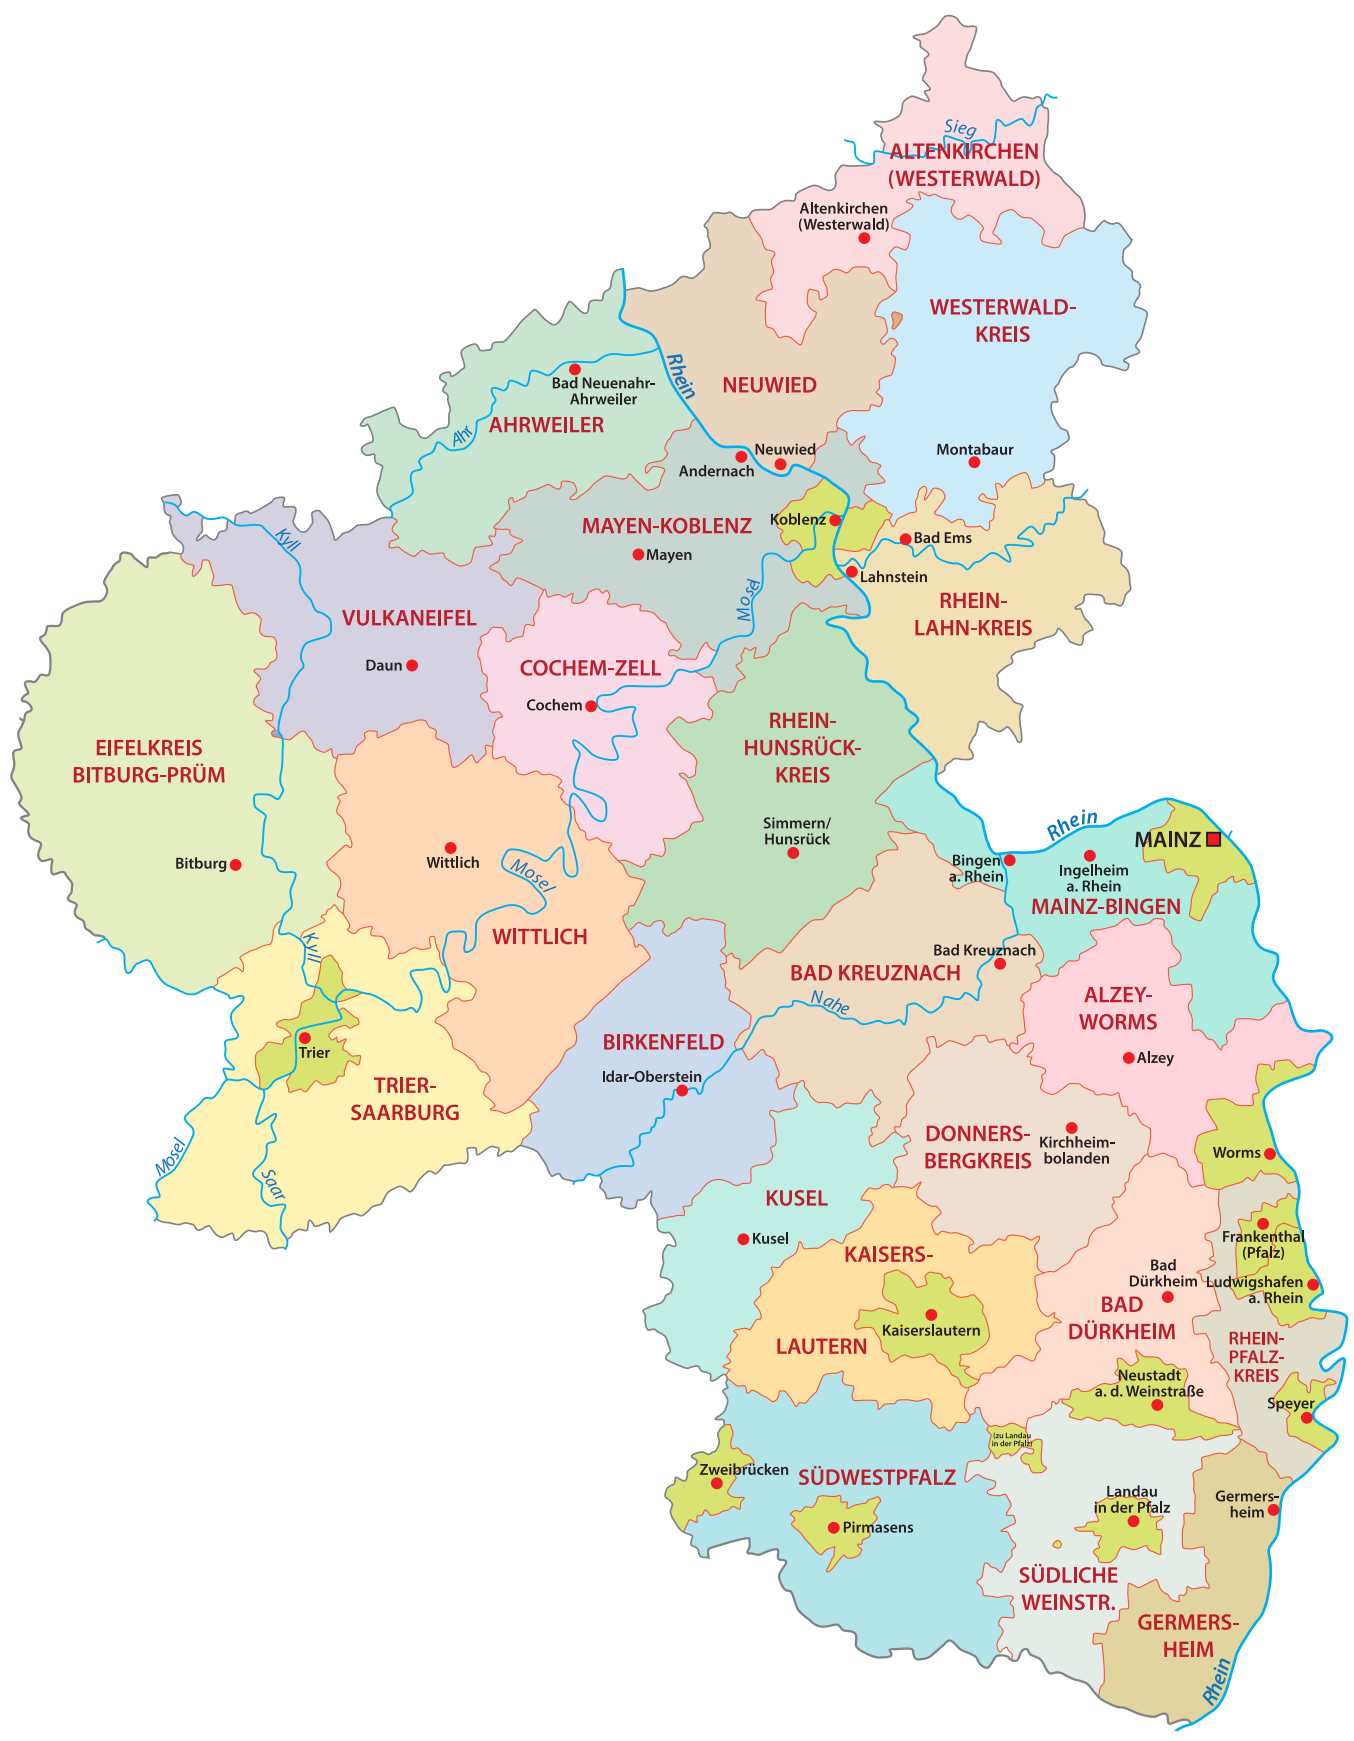 Sieg
ALTENKIRCHEN
(WESTERWALD)
Altenkirchen
(Westerwald)
WESTERWALD-
KREIS
Rhein
NEUWIED
Bad Neuenahr-
Ahrweiler
AHRWEILER
Ahr
Neuwied
Andernach
Montabaur
MAYEN-KOBLENZ
Koblenz
Mayen
Bad Ems
Lahnstein
Kyll
Mosel
RHEIN-
LAHN-KREIS
VULKANEIFEL
Daun
COCHEM-ZELL
Cochem
RHEIN-
HUNSRÜCK-
KREIS
Simmern/
Hunsrück
EIFELKREIS
BITBURG-PRÜM
Bitburg
Wittlich
Mosel
WITTLICH
Rhein
MAINZ
Bingen
a. Rhein
Ingelheim
a. Rhein
MAINZ-BINGEN
Kyll
Bad Kreuznach
BAD KREUZNACH
Nahe
ALZEY-
WORMS
Alzey
Trier
TRIER-
SAARBURG
BIRKENFELD
Idar-Oberstein
Mosel
Saar
DONNERS-
BERGKREIS
Kirchheim-
bolanden
Worms
KUSEL
Kusel
KAISERS-
LAUTERN
Kaiserslautern
Frankenthal
(Pfalz)
Bad
Dürkheim
Ludwigshafen
a. Rhein
BAD
DÜRKHEIM
RHEIN-
PFALZ-
KREIS
Neustadt
a. d. Weinstraße
Speyer
(zu Landau
in der Pfalz)
Zweibrücken
SÜDWESTPFALZ
Pirmasens
Landau
in der Pfalz
Germers-
heim
SÜDLICHE
WEINSTR.
GERMERS-
HEIM
Rhein